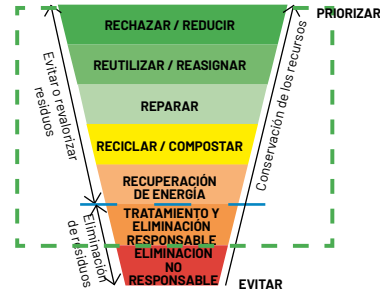 PRIORIZAR
RECHAZAR / REDUCIR
REUTILIZAR / REASIGNAR
REPARAR
RECICLAR / COMPOSTAR
RECUPERACIÓN
DE ENERGÍA
TRATAMIENTO Y
ELIMINACIÓN
RESPONSABLE
ELIMINACIÓN
NO
RESPONSABLE
EVITAR
Evitar o revalorizar
residuos
Eliminación
de residuos
Conservación de los recursos